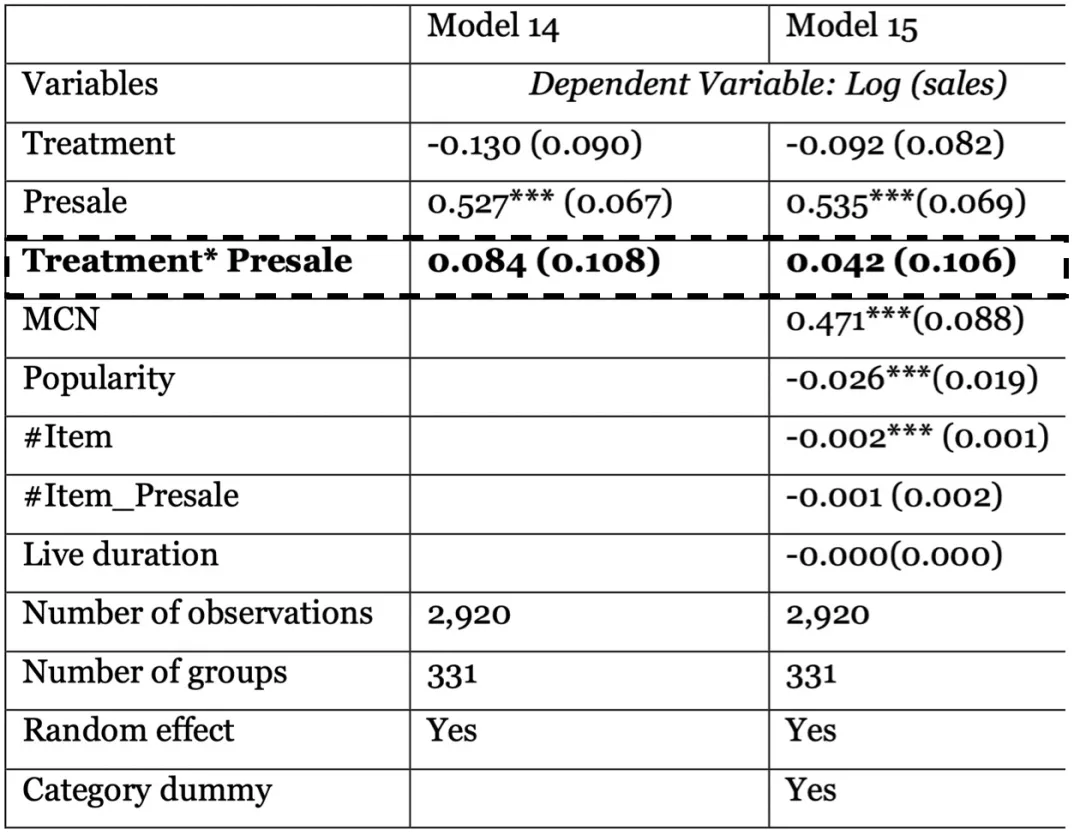 Model 14 Model 15
Variables Dependent Variable: Log (sales)
Treatment -0.130 (0.090) -0.092 (0.082)
Presale 0.527*** (0.067) 0.535***(0.069)
Treatment* Presale 0.084 (0.108) 0.042 (0.106)
MCN 0.471***(0.088)
Popularity -0.026***(0.019)
#Item -0.002*** (0.001)
#Item_Presale -0.001 (0.002)
Live duration -0.000(0.000)
Number of observations 2,920 2,920
Number of groups 331 331
Random effect Yes Yes
Category dummy Yes